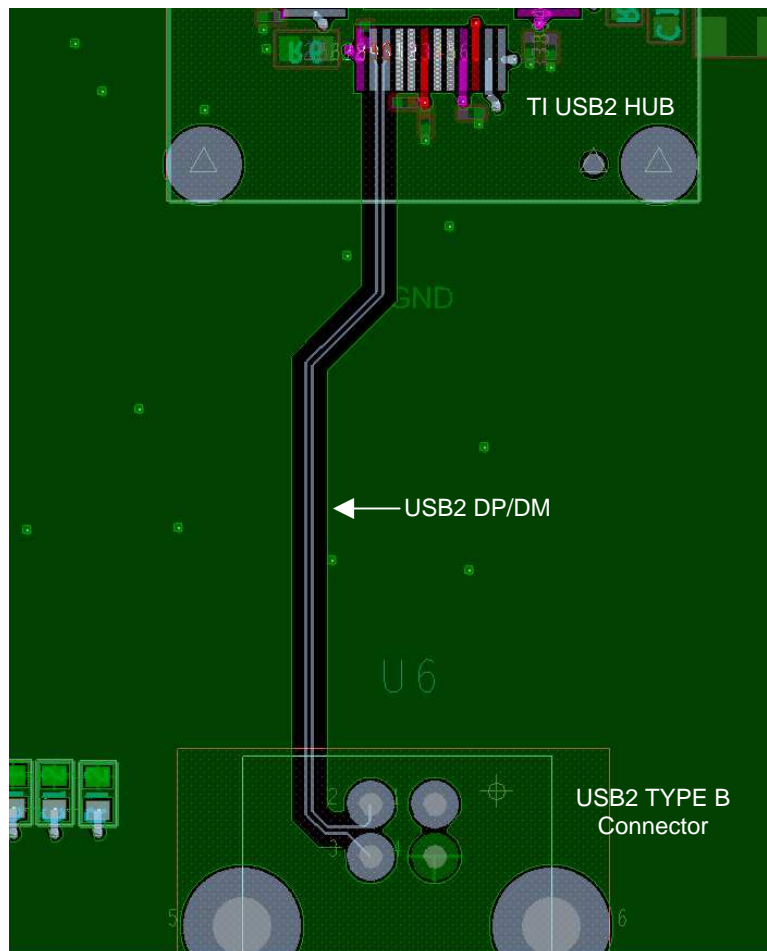 TI USB2 HUB
GND
USB2 DP/DM
U6
USB2 TYPE B
Connector
2
1
3
4
5
6